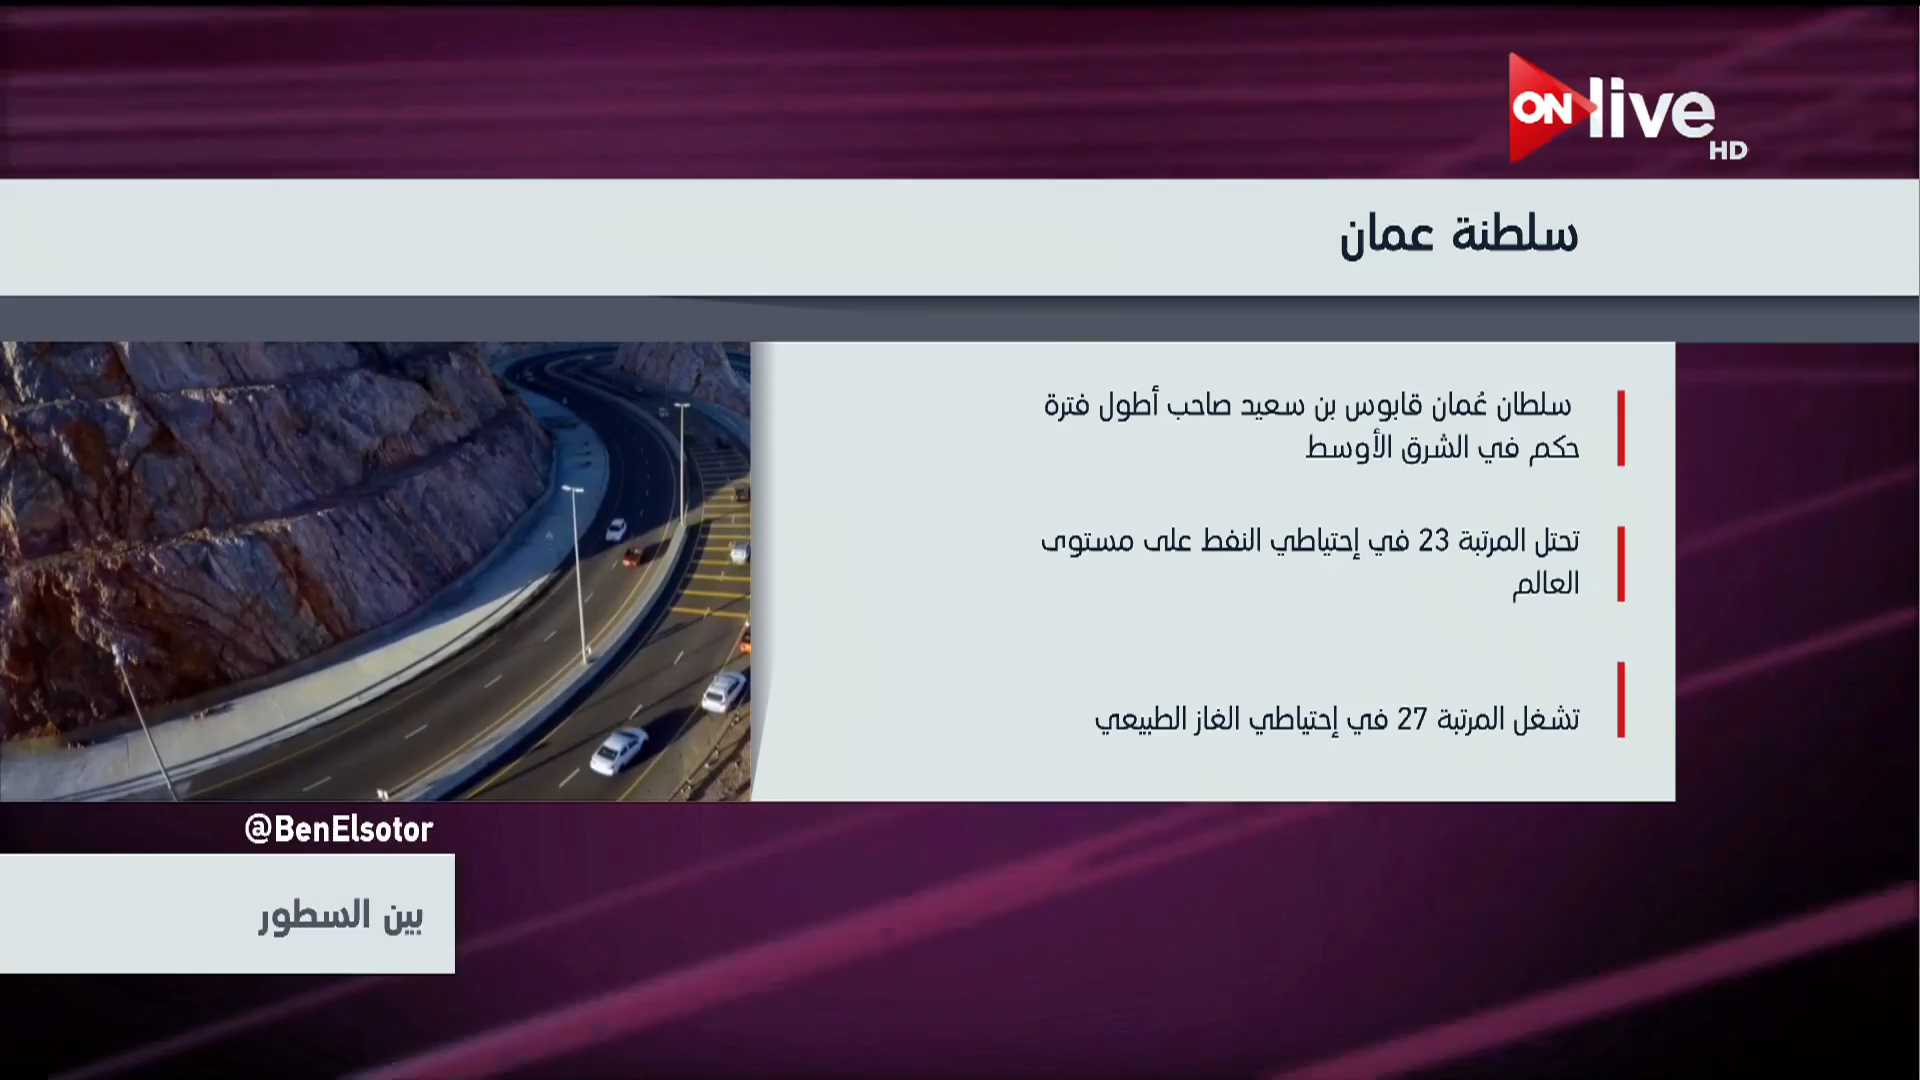 ON live
HD
سلطنة عمان
سلطان عُمان قابوس بن سعيد صاحب أطول فترة
حكم في الشرق الأوسط
تحتل المرتبة 23 في إحتياطي النفط على مستوى
العالم
تشغل المرتبة 27 في إحتياطي الغاز الطبيعي
@BenElsotor
بين السطور